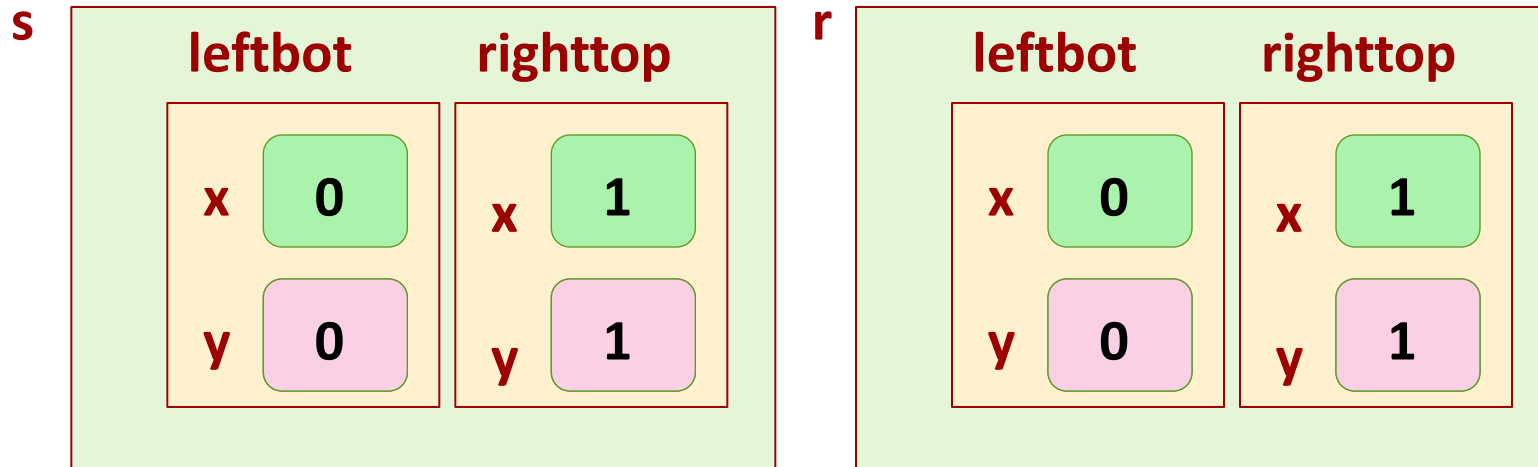 s r
leftbot righttop leftbot righttop
x 0 x 1 x 0 x 1
y 0 y 1 y 0 y 1